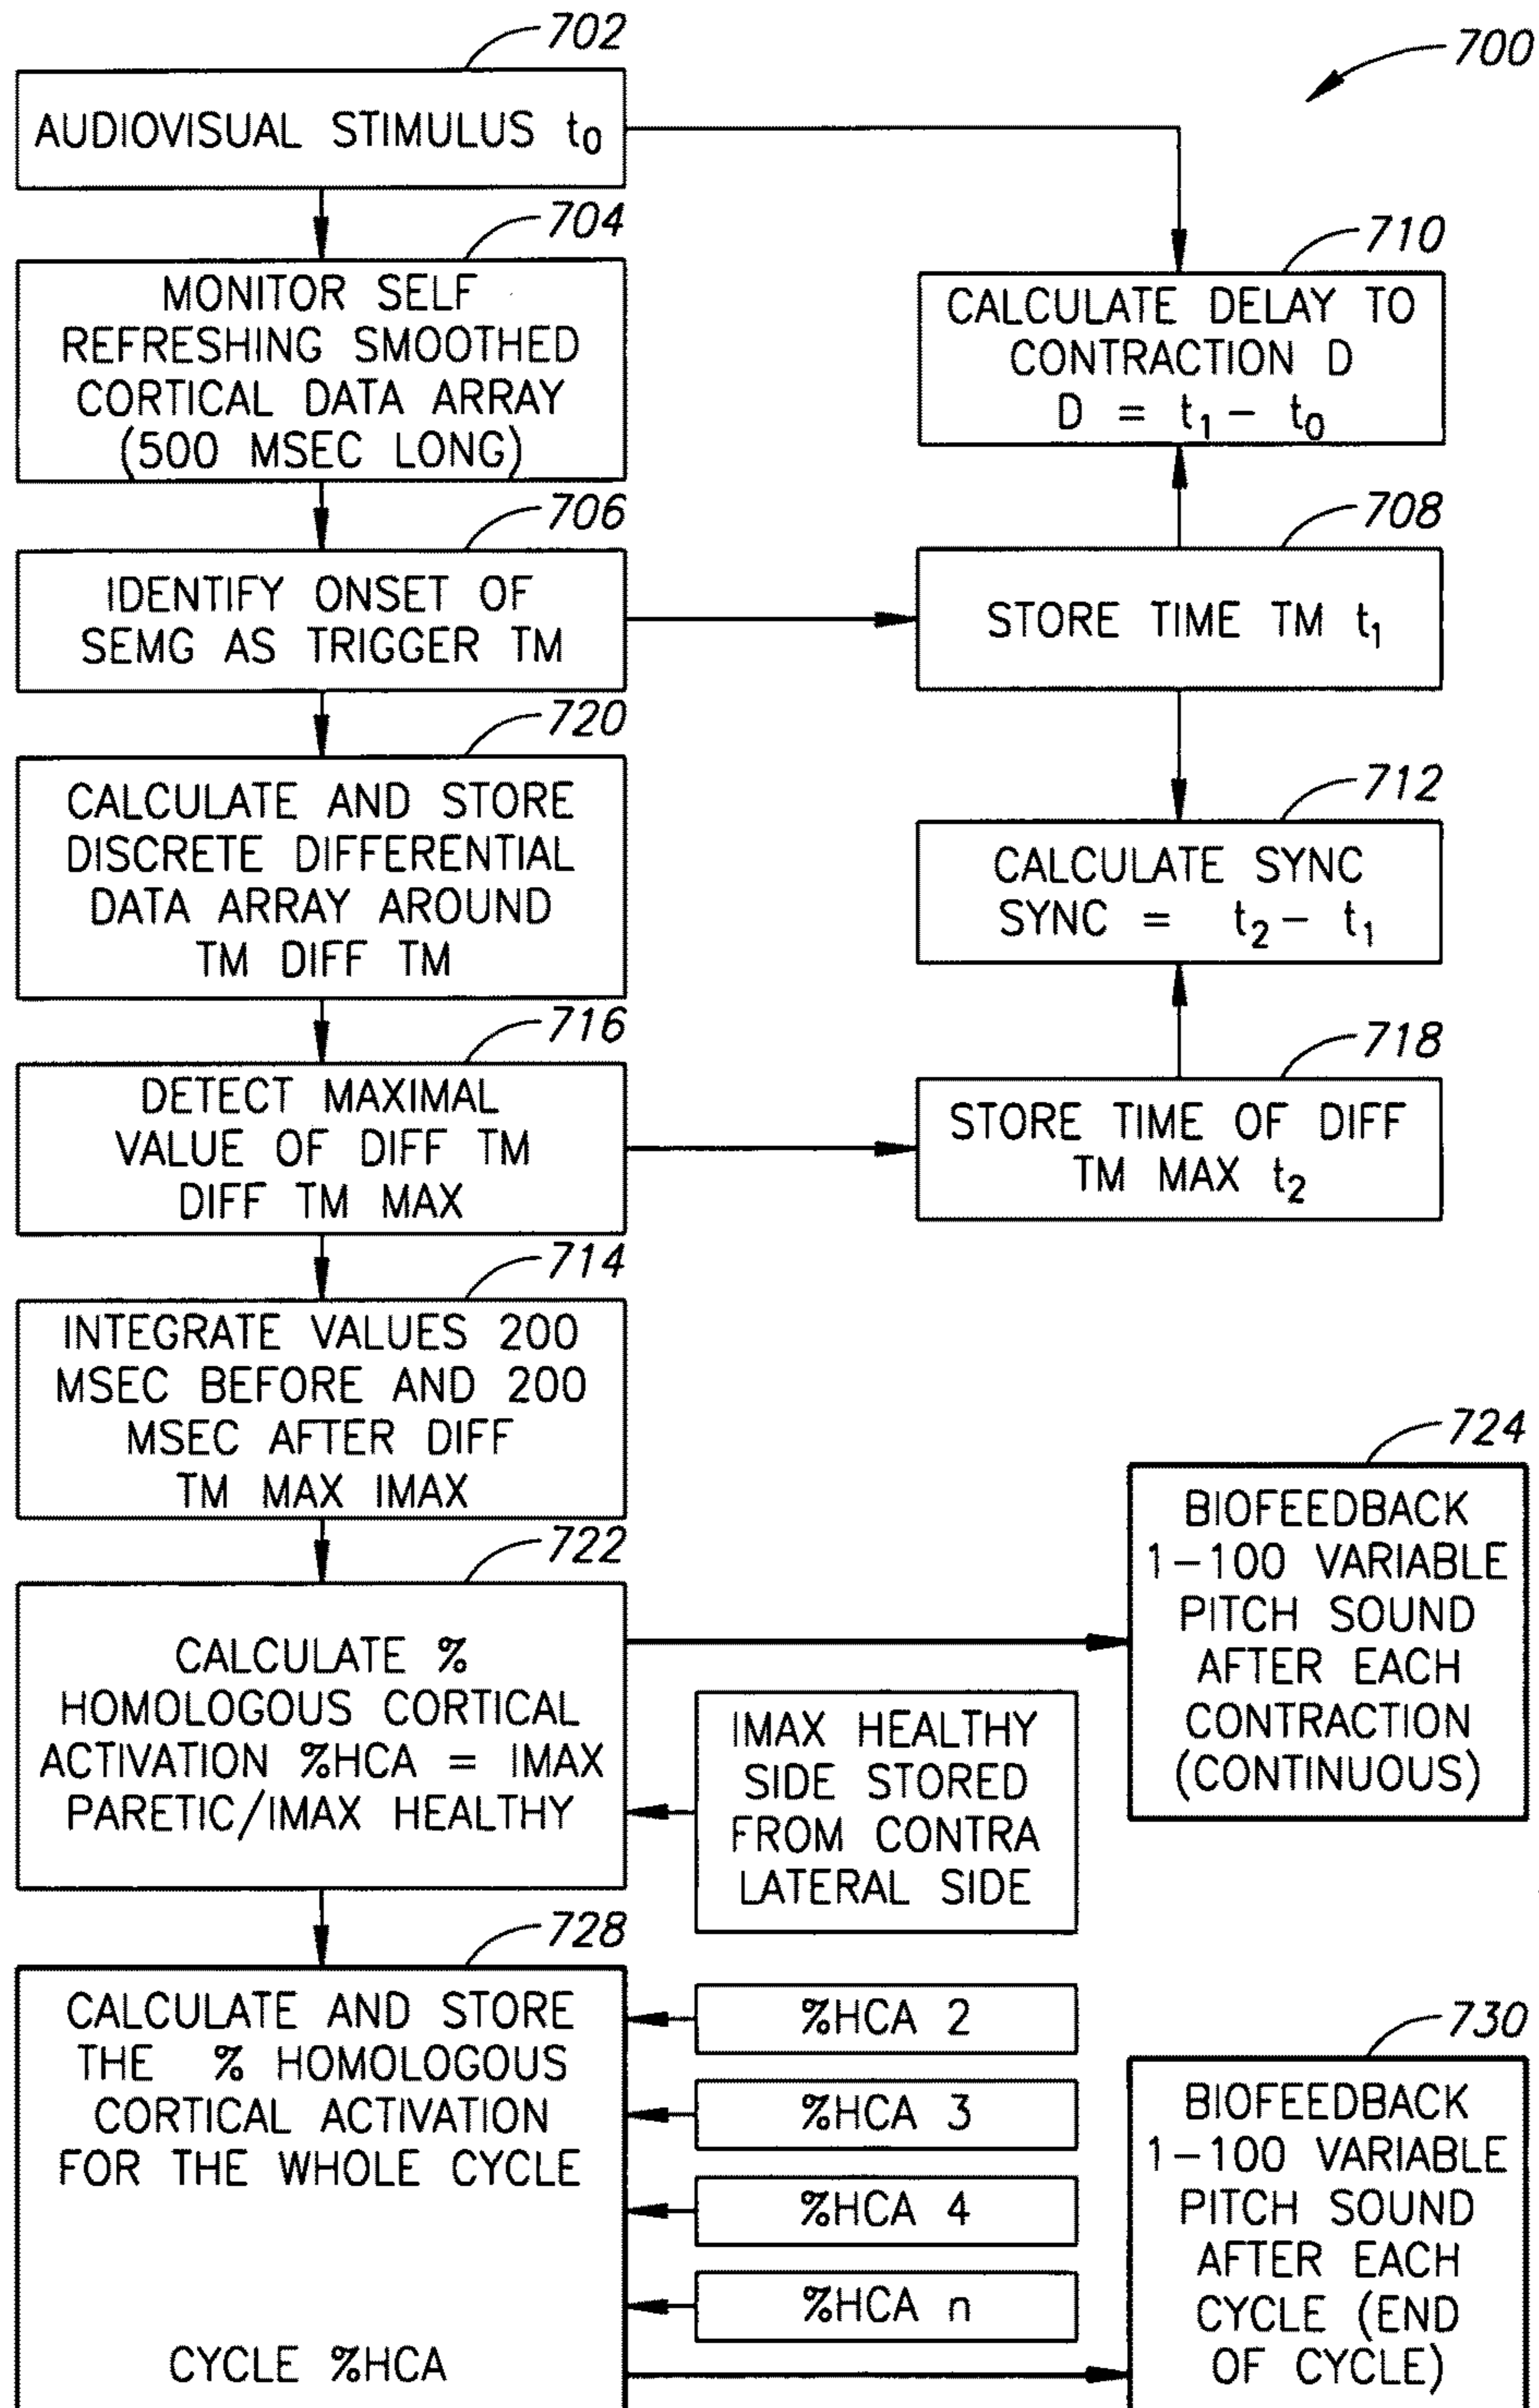 702
700
AUDIOVISUAL STIMULUS t0
704
MONITOR SELF
REFRESHING SMOOTHED
CORTICAL DATA ARRAY
(500 MSEC LONG)
710
CALCULATE DELAY TO
CONTRACTION D
D = t1 – t0
706
IDENTIFY ONSET OF
SEMG AS TRIGGER TM
708
STORE TIME TM t1
720
CALCULATE AND STORE
DISCRETE DIFFERENTIAL
DATA ARRAY AROUND
TM DIFF TM
712
CALCULATE SYNC
SYNC = t2 – t1
716
DETECT MAXIMAL
VALUE OF DIFF TM
DIFF TM MAX
718
STORE TIME OF DIFF
TM MAX t2
714
INTEGRATE VALUES 200
MSEC BEFORE AND 200
MSEC AFTER DIFF
TM MAX IMAX
722
CALCULATE %
HOMOLOGOUS CORTICAL
ACTIVATION %HCA = IMAX
PARETIC/IMAX HEALTHY
724
BIOFEEDBACK
1–100 VARIABLE
PITCH SOUND
AFTER EACH
CONTRACTION
(CONTINUOUS)
IMAX HEALTHY
SIDE STORED
FROM CONTRA
LATERAL SIDE
728
CALCULATE AND STORE
THE % HOMOLOGOUS
CORTICAL ACTIVATION
FOR THE WHOLE CYCLE
CYCLE %HCA
%HCA 2
%HCA 3
%HCA 4
%HCA n
730
BIOFEEDBACK
1–100 VARIABLE
PITCH SOUND
AFTER EACH
CYCLE (END
OF CYCLE)